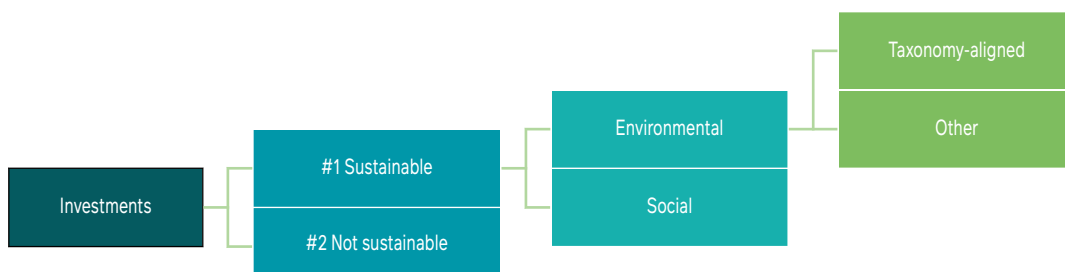 Investments
#1 Sustainable
#2 Not sustainable
Environmental
Social
Taxonomy-aligned
Other